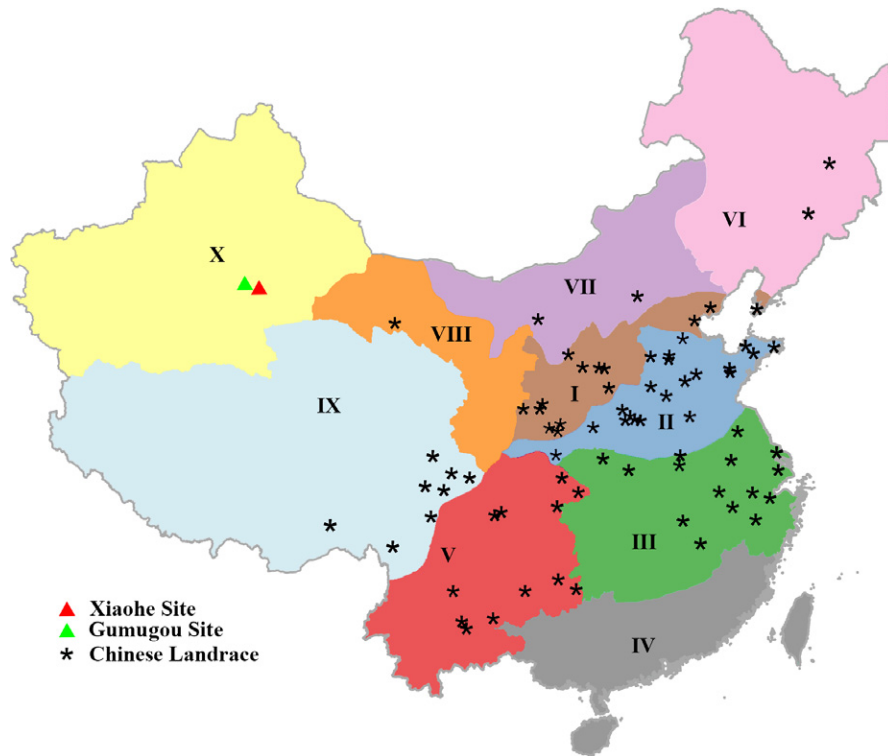 VI
X
VII
VIII
I
IX
II
III
V
IV
Xiaohe Site
Gumugou Site
* Chinese Landrace